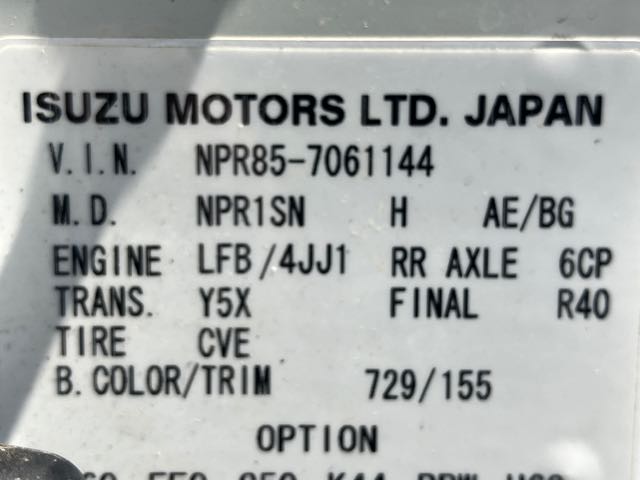 ISUZU MOTORS LTD. JAPAN
V.I.N. NPR85-7061144
M.D. NPR1SN H AE/BG
ENGINE LFB/4JJ1 RR AXLE 6CP
TRANS. Y5X FINAL R40
TIRE CVE
B.COLOR/TRIM 729/155
OPTION